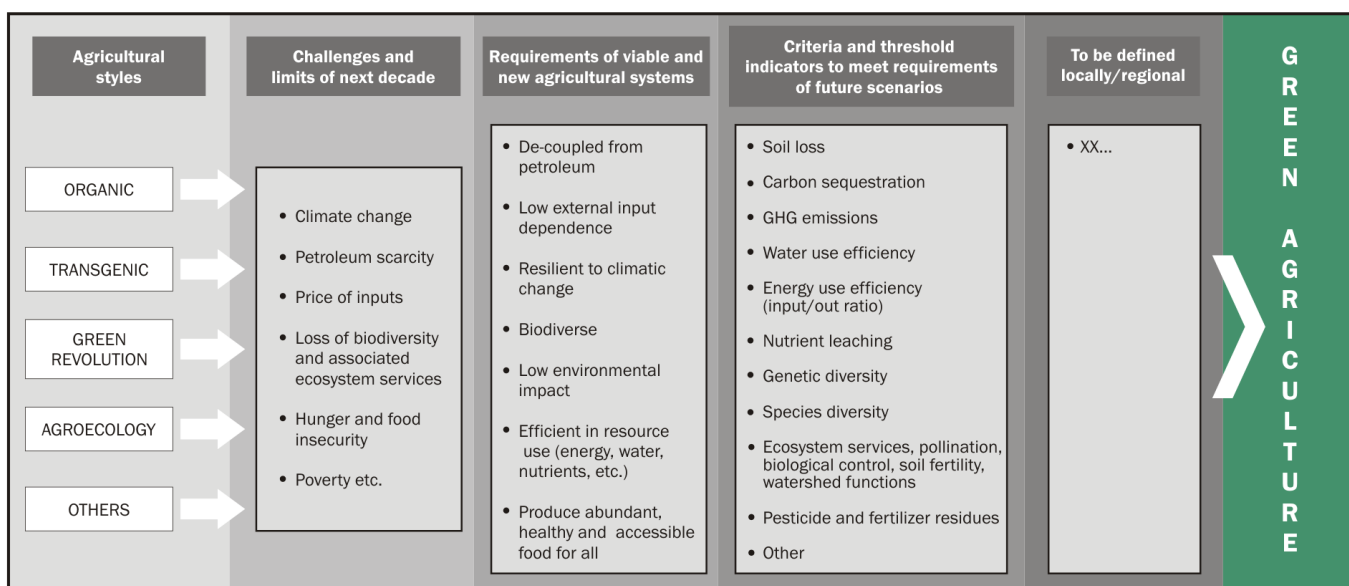 Agricultural
styles
ORGANIC
TRANSGENIC
GREEN
REVOLUTION
AGROECOLOGY
OTHERS
Challenges and
limits of next decade
• Climate change
• Petroleum scarcity
• Price of inputs
• Loss of biodiversity
and associated
ecosystem services
• Hunger and food
insecurity
• Poverty etc.
Requirements of viable and
new agricultural systems
• De-coupled from
petroleum
• Low external input
dependence
• Resilient to climatic
change
• Biodiverse
• Low environmental
impact
• Efficient in resource
use (energy, water,
nutrients, etc.)
• Produce abundant,
healthy and accessible
food for all
Criteria and threshold
indicators to meet requirements
of future scenarios
• Soil loss
• Carbon sequestration
• GHG emissions
• Water use efficiency
• Energy use efficiency
(input/out ratio)
• Nutrient leaching
• Genetic diversity
• Species diversity
• Ecosystem services, pollination,
biological control, soil fertility,
watershed functions
• Pesticide and fertilizer residues
• Other
To be defined
locally/regional
• XX...
GREEN AGRICULTURE